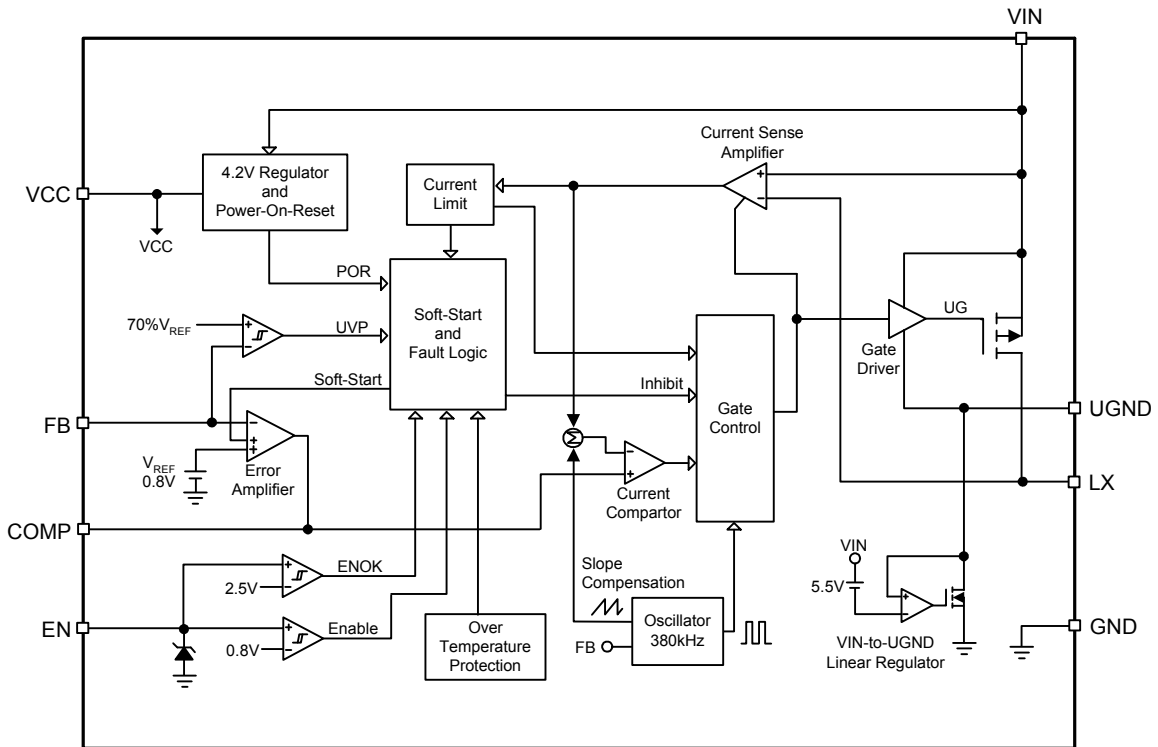 VIN
Current Sense
Amplifier
4.2V Regulator
and
Power-On-Reset
Current
Limit
VCC
VCC
POR
Soft-Start
and
Fault Logic
UG
70%VREF
UVP
Gate
Driver
Soft-Start
Inhibit
Gate
Control
FB
UGND
VREF
0.8V
Error
Amplifier
Current
Compartor
LX
COMP
ENOK
2.5V
Slope
Compensation
VIN
5.5V
EN
Enable
0.8V
Over
Temperature
Protection
Oscillator
380kHz
FB
VIN-to-UGND
Linear Regulator
GND